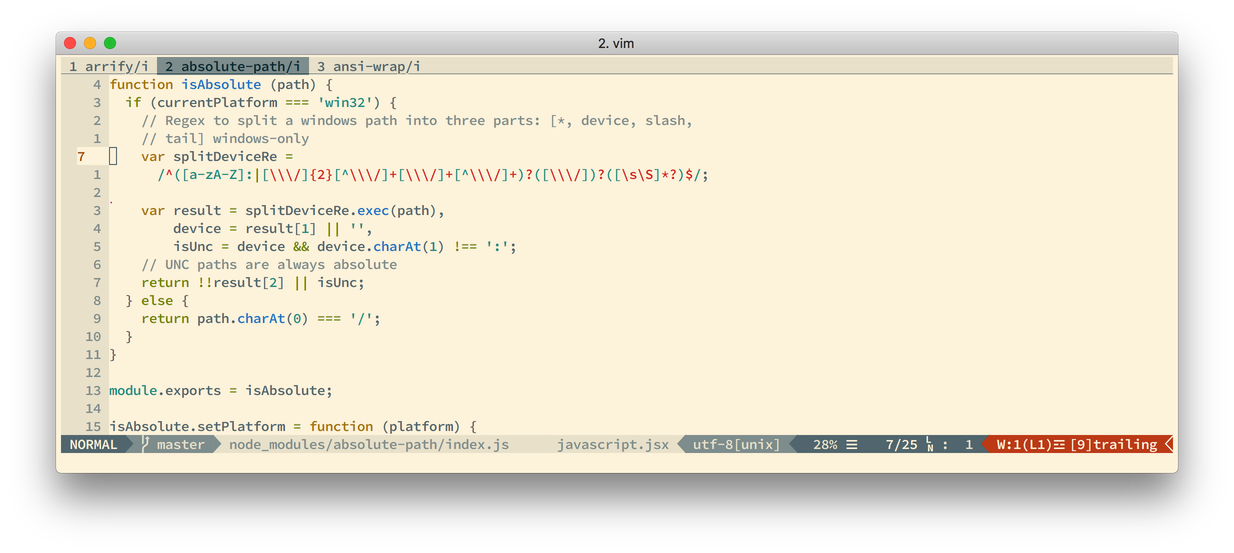 2. vim
1 arrify/i 2 absolute-path/i 3 ansi-wrap/i
4 function isAbsolute (path) {
3 if (currentPlatform === 'win32') {
2 // Regex to split a windows path into three parts: [*, device, slash,
1 // tail] windows-only
7 var splitDeviceRe =
1 /^([a-zA-Z]:|[\\\/]{2}[^\\\/]+[\\\/]+[^\\\/]+)?([\\\/])?([\s\S]*?)$/;
2
3 var result = splitDeviceRe.exec(path),
4 device = result[1] || '',
5 isUnc = device && device.charAt(1) !== ':';
6 // UNC paths are always absolute
7 return !!result[2] || isUnc;
8 } else {
9 return path.charAt(0) === '/';
10 }
11 }
12
13 module.exports = isAbsolute;
14
15 isAbsolute.setPlatform = function (platform) {
NORMAL master node_modules/absolute-path/index.js javascript.jsx utf-8[unix] 28% ☰ 7/25 LN : 1 W:1(L1)☲ [9]trailing